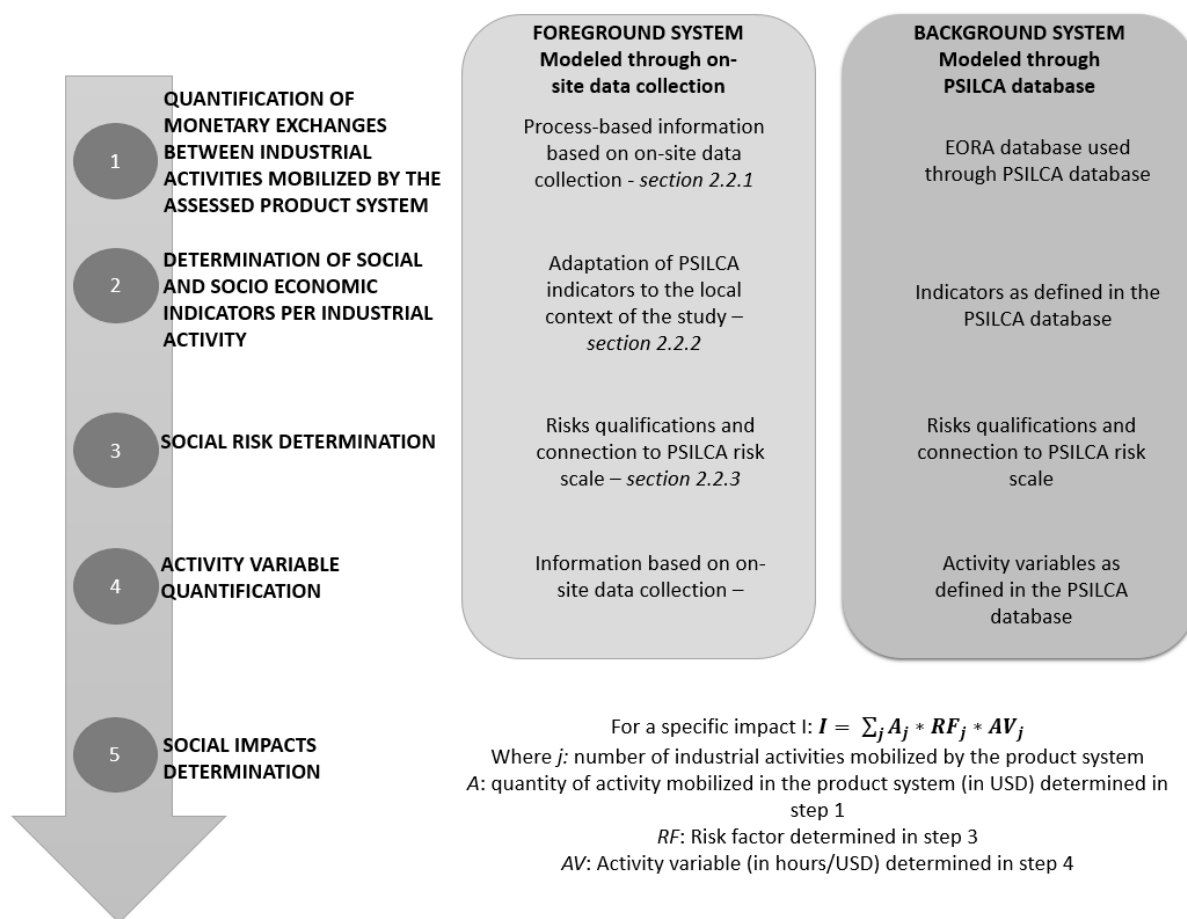 FOREGROUND SYSTEM
Modeled through on-
site data collection
BACKGROUND SYSTEM
Modeled through
PSILCA database
1
QUANTIFICATION OF
MONETARY EXCHANGES
BETWEEN INDUSTRIAL
ACTIVITIES MOBILIZED BY THE
ASSESSED PRODUCT SYSTEM
Process-based information
based on on-site data
collection - section 2.2.1
EORA database used
through PSILCA database
2
DETERMINATION OF SOCIAL
AND SOCIO ECONOMIC
INDICATORS PER INDUSTRIAL
ACTIVITY
Adaptation of PSILCA
indicators to the local
context of the study –
section 2.2.2
Indicators as defined in the
PSILCA database
3
SOCIAL RISK DETERMINATION
Risks qualifications and
connection to PSILCA risk
scale – section 2.2.3
Risks qualifications and
connection to PSILCA risk
scale
4
ACTIVITY VARIABLE
QUANTIFICATION
Information based on on-
site data collection –
Activity variables as
defined in the PSILCA
database
5
SOCIAL IMPACTS
DETERMINATION
For a specific impact I: I = ∑j Aj * RFj * AVj
Where j: number of industrial activities mobilized by the product system
A: quantity of activity mobilized in the product system (in USD) determined in
step 1
RF: Risk factor determined in step 3
AV: Activity variable (in hours/USD) determined in step 4